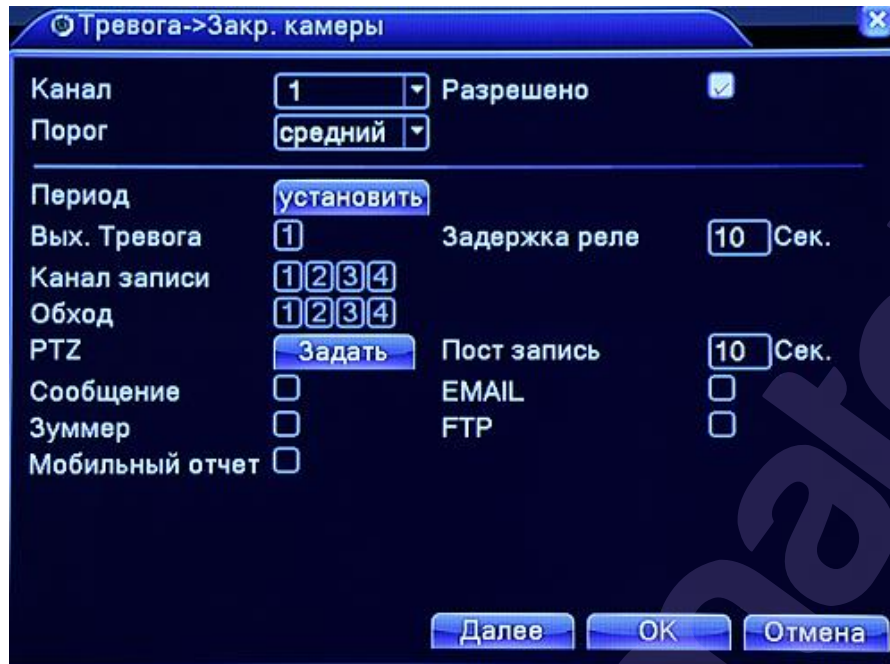 Тревога->Закр. камеры
Канал 1 Разрешено
Порог средний
Период установить
Вых. Тревога 1 Задержка реле 10 Сек.
Канал записи 1 2 3 4
Обход 1 2 3 4
PTZ Задать Пост запись 10 Сек.
Сообщение EMAIL
Зуммер FTP
Мобильный отчет
Далее OK Отмена